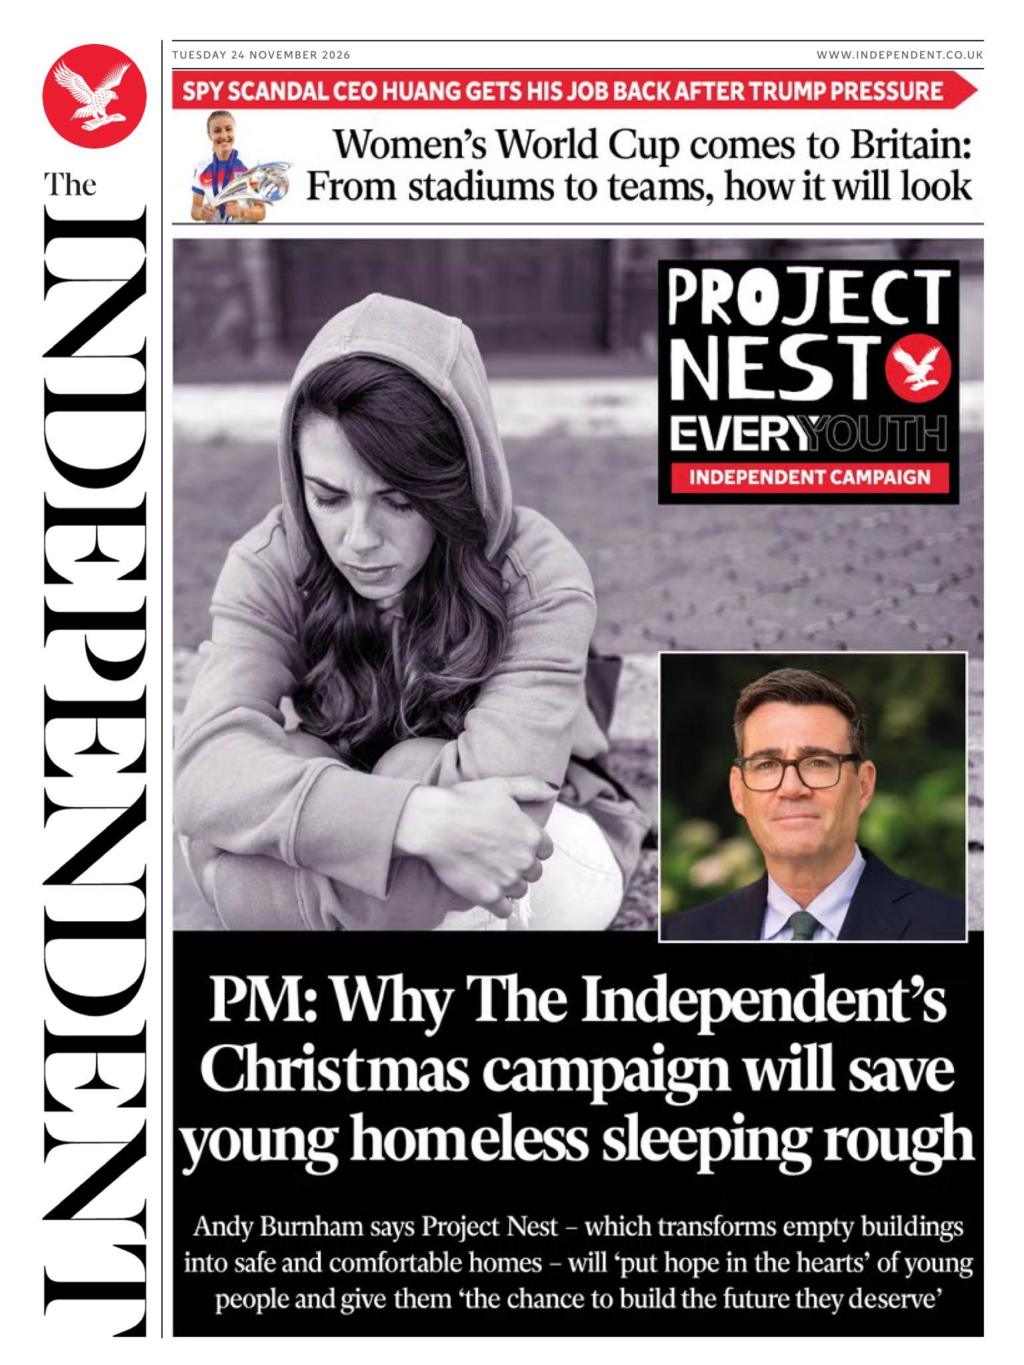 TUESDAY 24 NOVEMBER 2026
WWW.INDEPENDENT.CO.UK
The
INDEPENDENT
SPY SCANDAL CEO HUANG GETS HIS JOB BACK AFTER TRUMP PRESSURE
Women's World Cup comes to Britain:
From stadiums to teams, how it will look
PROJECT
NEST
EVERYYOUTH
INDEPENDENT CAMPAIGN
PM: Why The Independent's
Christmas campaign will save
young homeless sleeping rough
Andy Burnham says Project Nest – which transforms empty buildings
into safe and comfortable homes – will 'put hope in the hearts' of young
people and give them 'the chance to build the future they deserve'